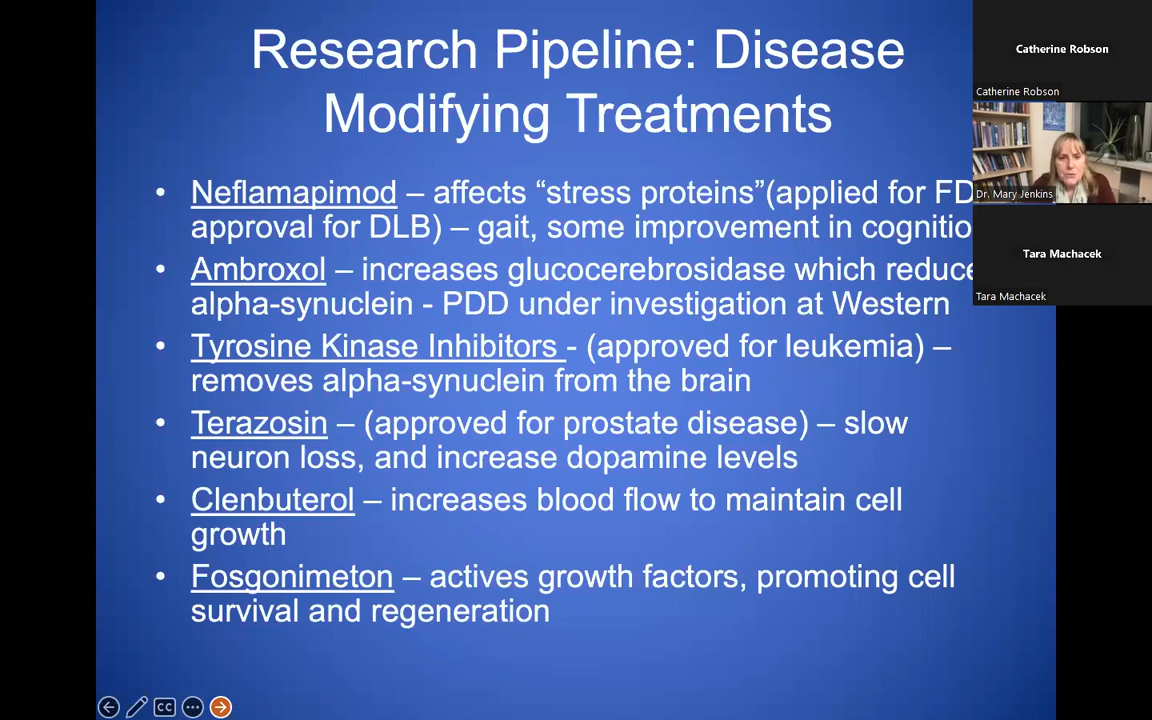 Research Pipeline: Disease
Modifying Treatments
• Neflamapimod – affects “stress proteins”(applied for FD
approval for DLB) – gait, some improvement in cognitio
• Ambroxol – increases glucocerebrosidase which reduce
alpha-synuclein - PDD under investigation at Western
• Tyrosine Kinase Inhibitors - (approved for leukemia) –
removes alpha-synuclein from the brain
• Terazosin – (approved for prostate disease) – slow
neuron loss, and increase dopamine levels
• Clenbuterol – increases blood flow to maintain cell
growth
• Fosgonimeton – actives growth factors, promoting cell
survival and regeneration
Catherine Robson
Catherine Robson
Dr. Mary Jenkins
Tara Machacek
Tara Machacek
CC